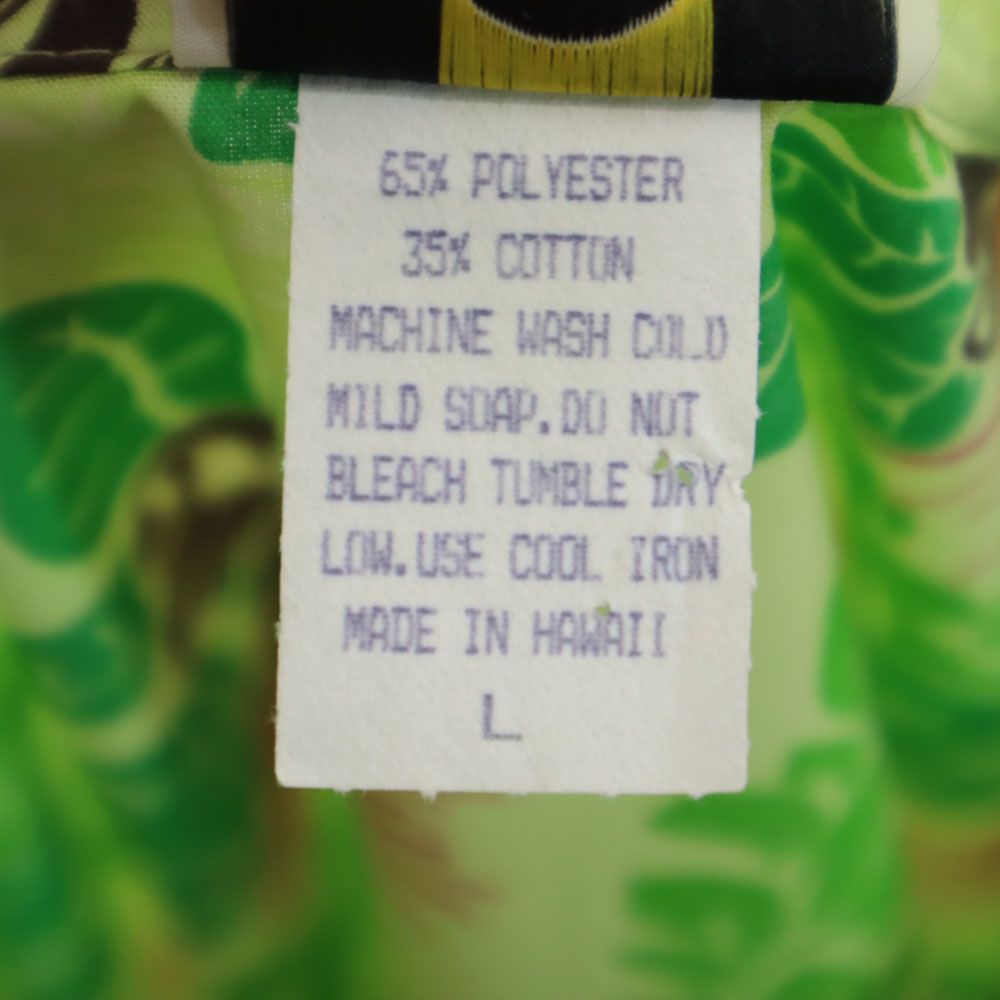 65% POLYESTER
35% COTTON
MACHINE WASH COLD
MILD SOAP.DO NOT
BLEACH TUMBLE DRY
LOW.USE COOL IRON
MADE IN HAWAII
L